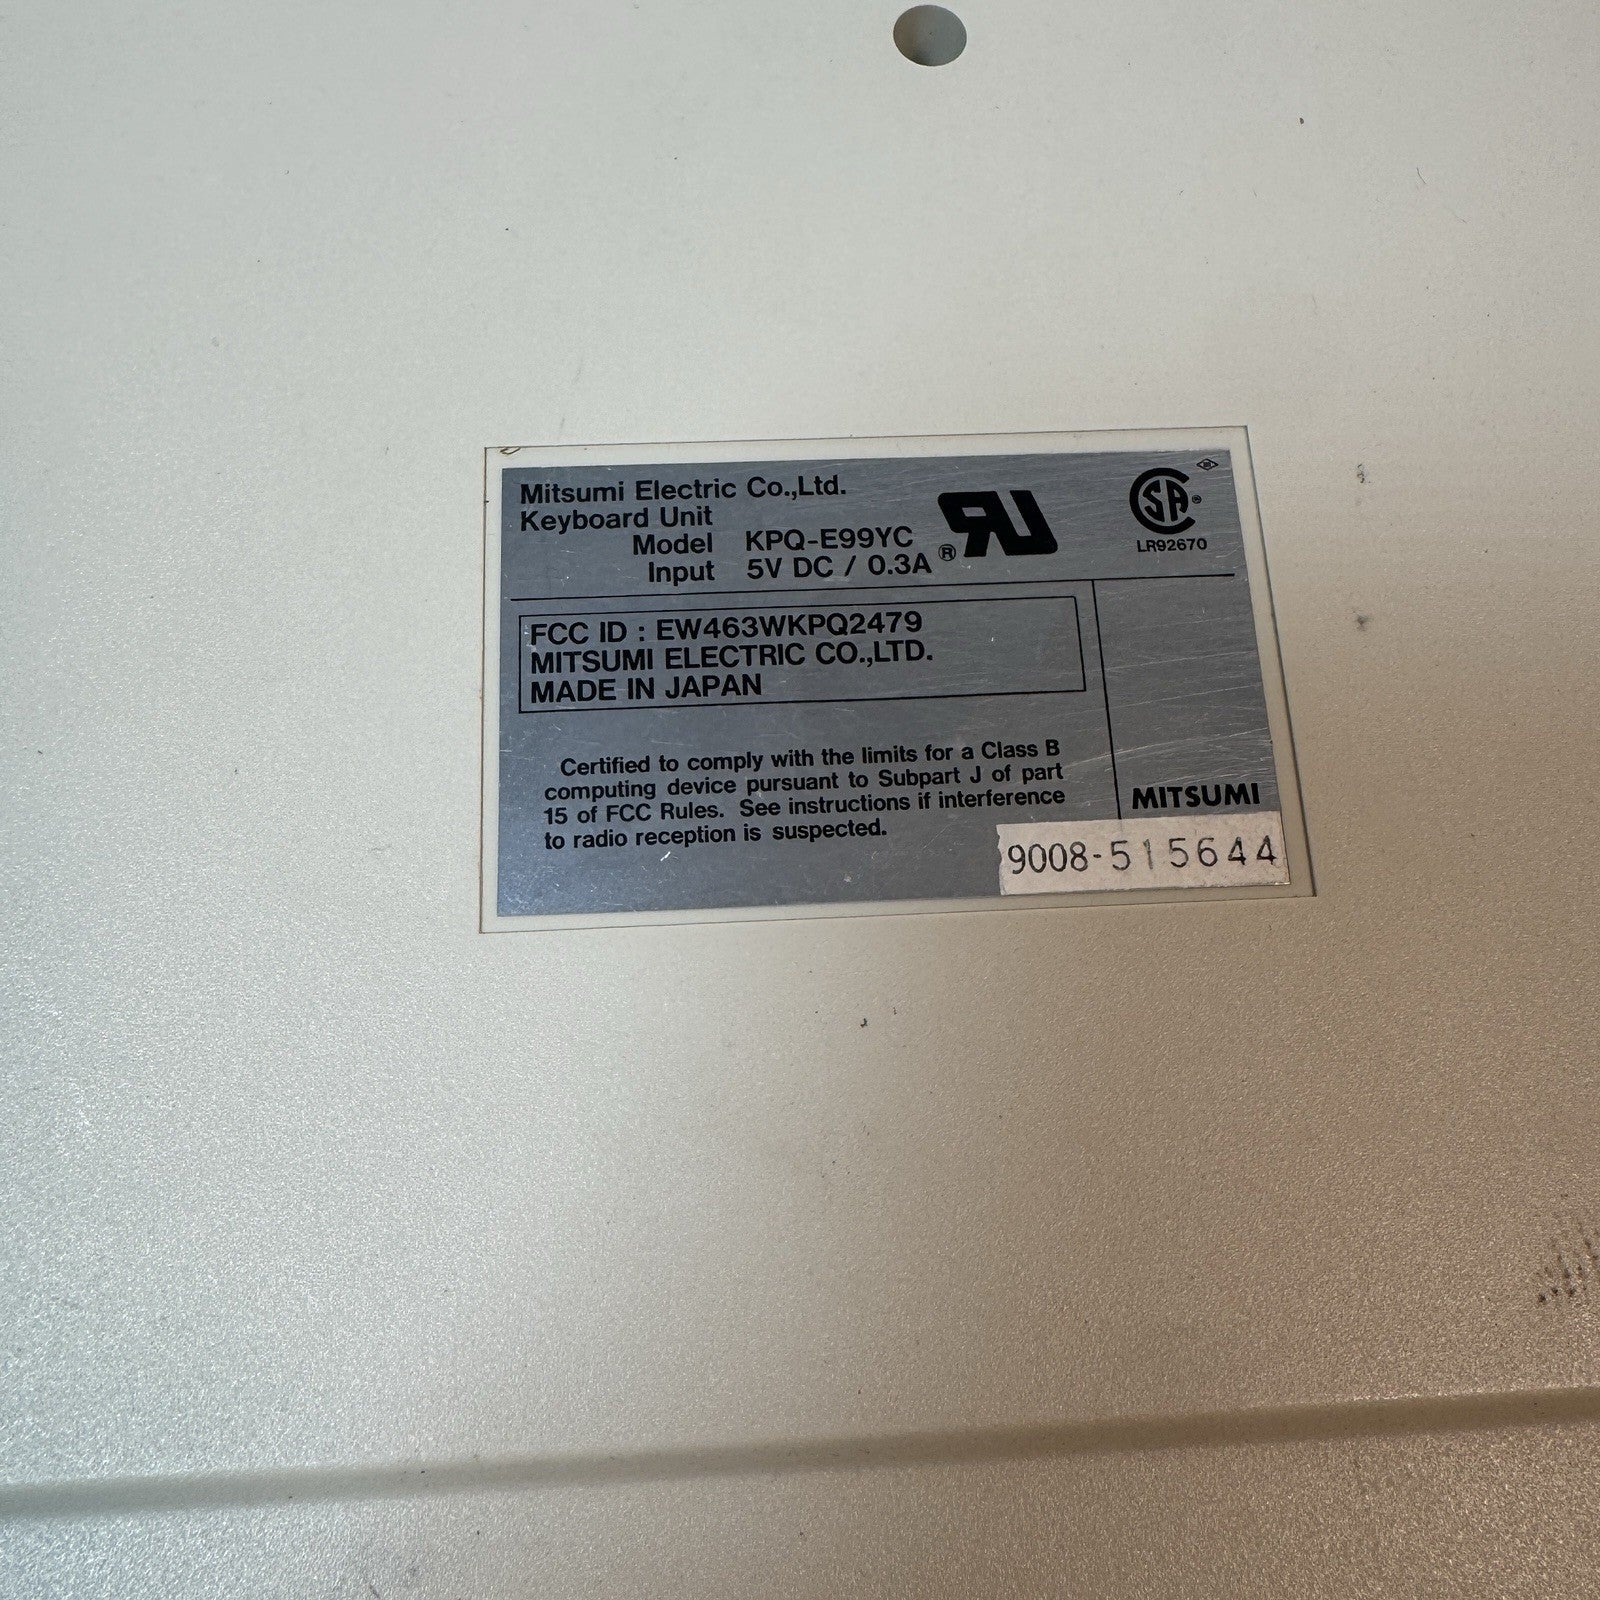 Mitsumi Electric Co.,Ltd.
Keyboard Unit
Model KPQ-E99YC
Input 5V DC / 0.3A
®
RU
SA ®
LR92670
FCC ID : EW463WKPQ2479
MITSUMI ELECTRIC CO.,LTD.
MADE IN JAPAN
Certified to comply with the limits for a Class B
computing device pursuant to Subpart J of part
15 of FCC Rules. See instructions if interference
to radio reception is suspected.
MITSUMI
9008-515644